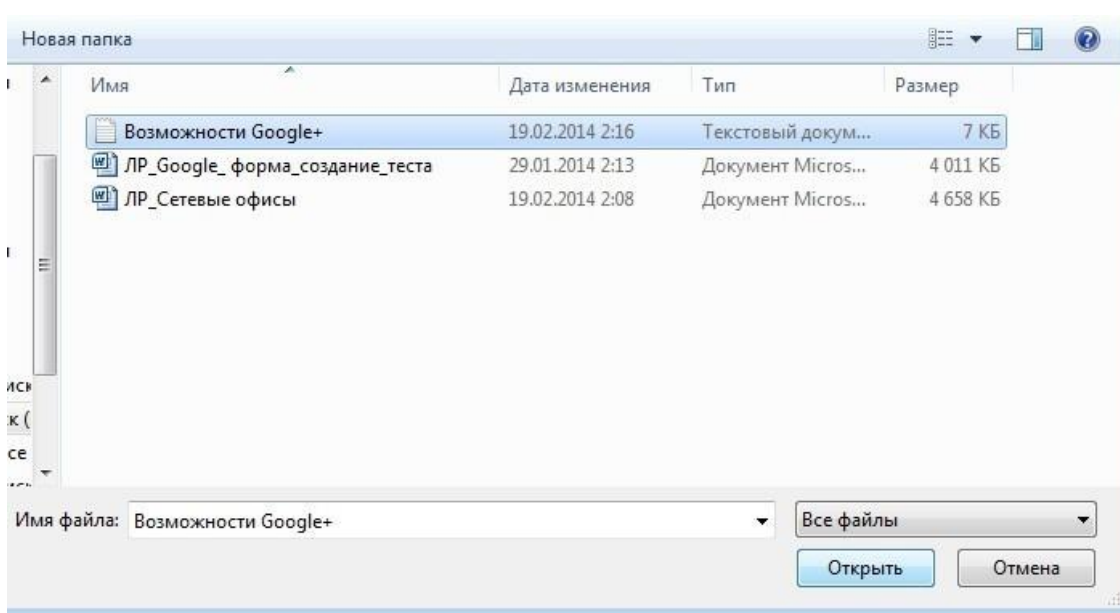 Новая папка
Имя Дата изменения Тип Размер
Возможности Google+ 19.02.2014 2:16 Текстовый докум... 7 КБ
ЛР_Google_ форма_создание_теста 29.01.2014 2:13 Документ Micros... 4 011 КБ
ЛР_Сетевые офисы 19.02.2014 2:08 Документ Micros... 4 658 КБ
Имя файла: Возможности Google+ Все файлы
Открыть Отмена